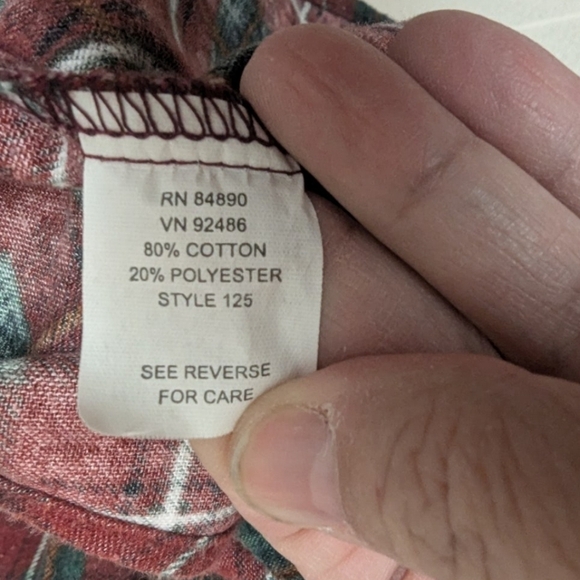 RN 84890
VN 92486
80% COTTON
20% POLYESTER
STYLE 125
SEE REVERSE
FOR CARE